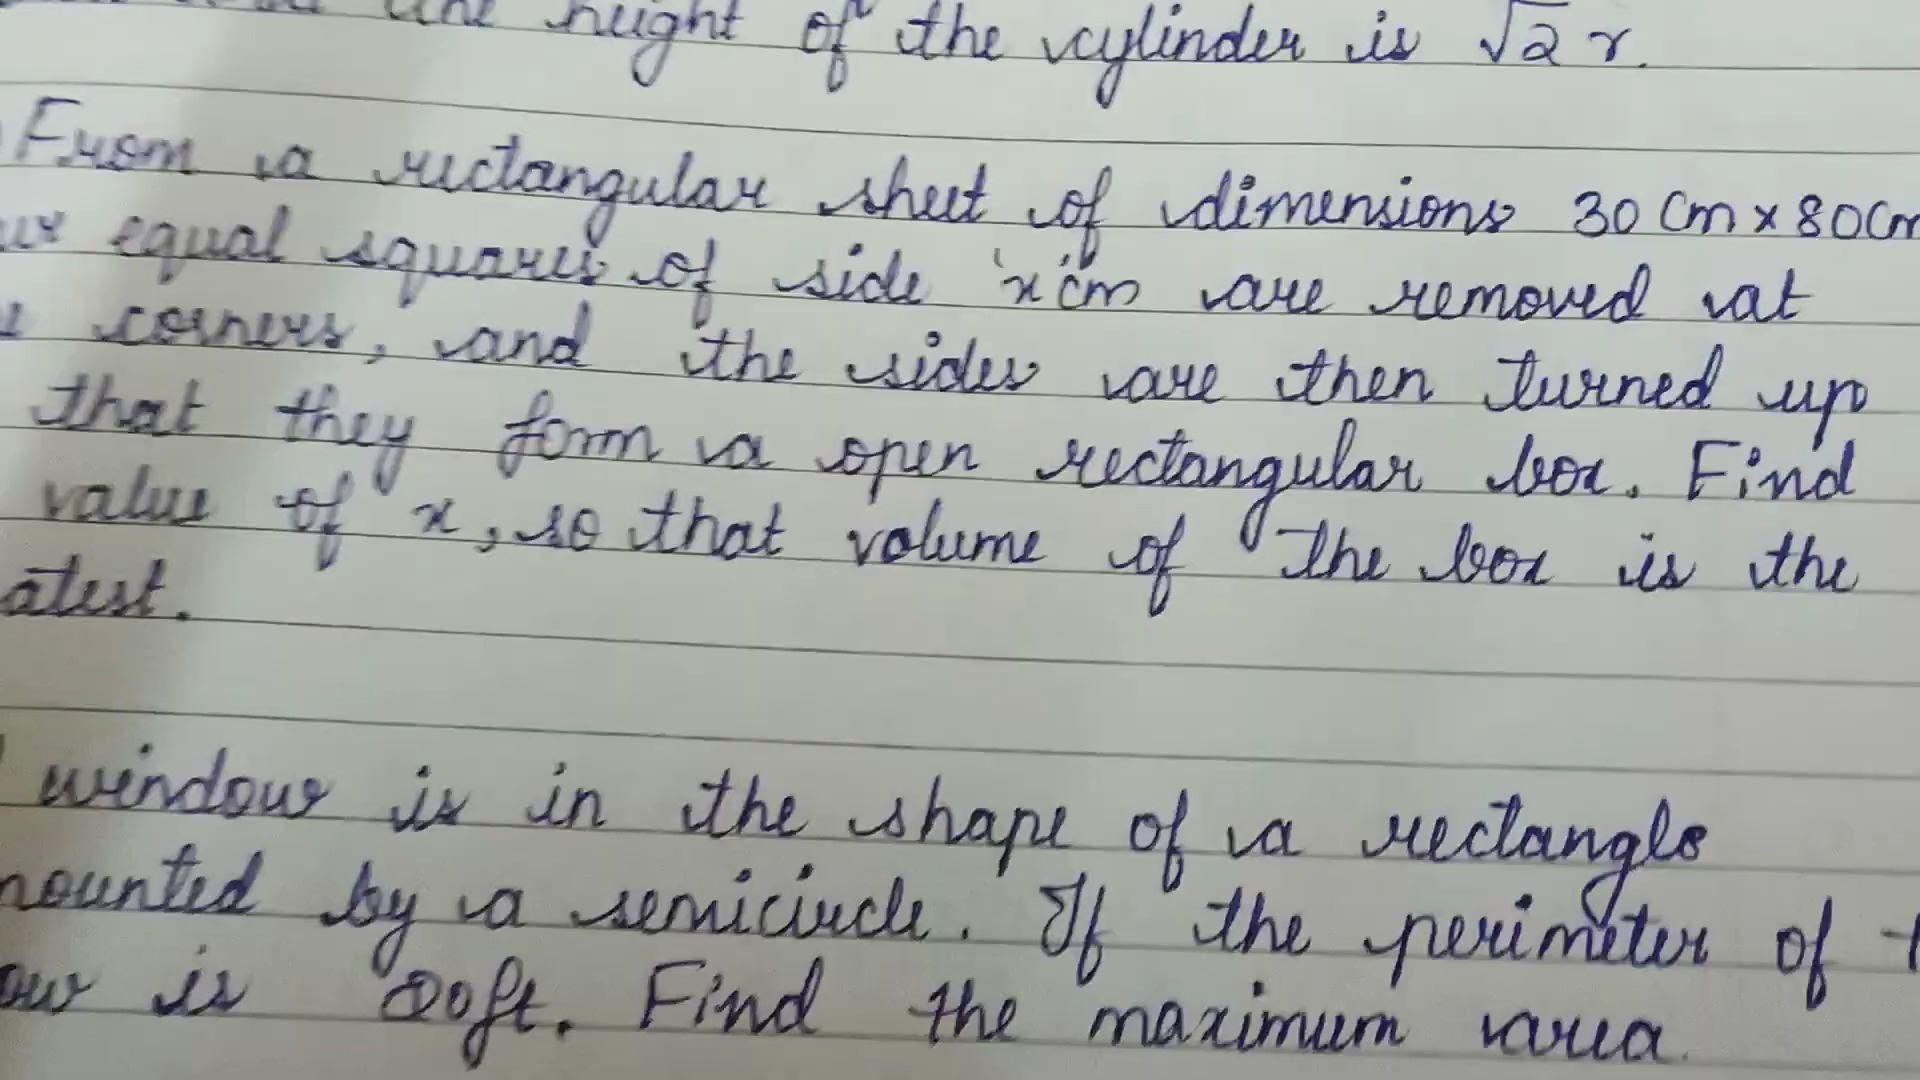 the height of the cylinder is √2 r.
From a rectangular sheet of dimensions 30 cm x 80cm
equal squares of side 'x'cm are removed at
corners, and the sides are then turned up
that they form a open rectangular box. Find
value of x, so that volume of the box is the
atest.
window is in the shape of a rectangle
mounted by a semicircle. If the perimeter of
ow is 20ft. Find the maximum area.